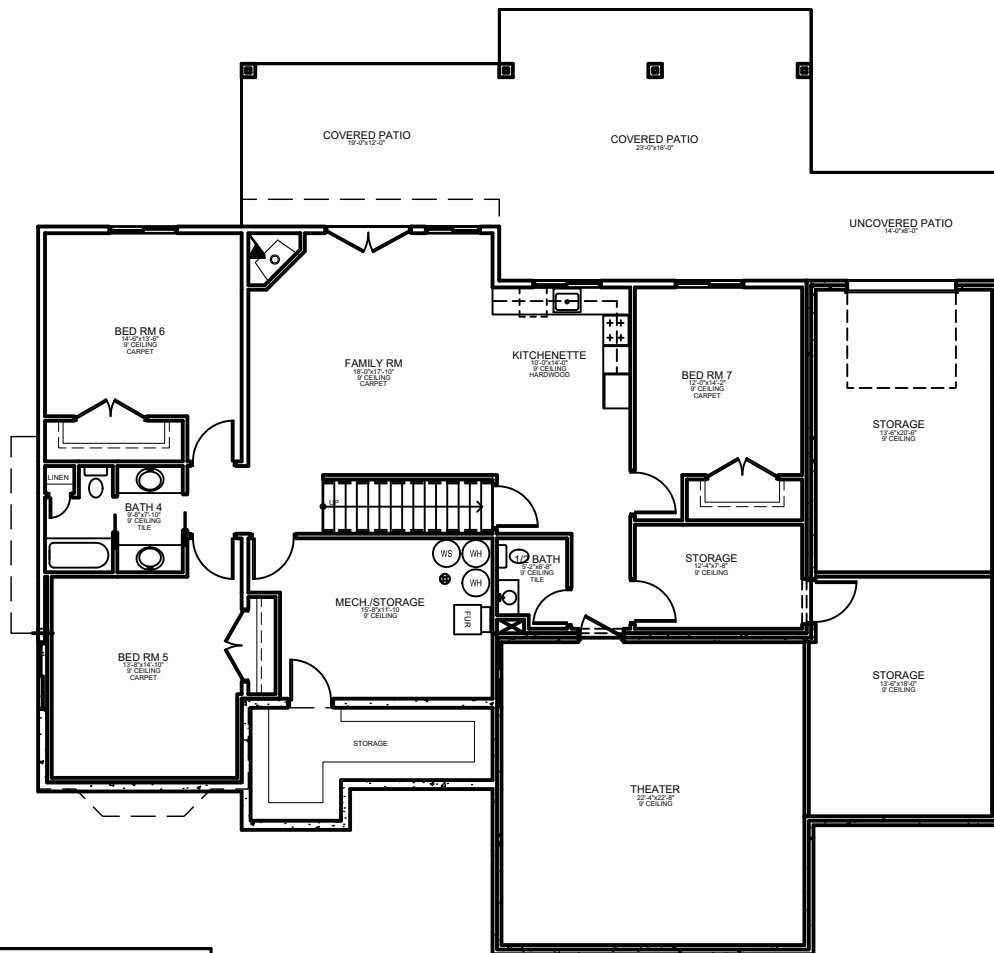 COVERED PATIO
19'-0"x12'-0"
COVERED PATIO
23'-0"x16'-0"
UNCOVERED PATIO
14'-0"x8'-0"
BED RM 6
14'-6"x13'-6"
9' CEILING
CARPET
FAMILY RM
18'-0"x17'-10"
9' CEILING
CARPET
KITCHENETTE
10'-0"x14'-0"
9' CEILING
HARDWOOD
BED RM 7
12'-0"x14'-2"
9' CEILING
CARPET
STORAGE
13'-6"x20'-6"
9' CEILING
LINEN
BATH 4
9'-8"x7'-10"
9' CEILING
TILE
UP
WS
WH
WH
FUR
1/2 BATH
5'-2"x6'-8"
9' CEILING
TILE
STORAGE
12'-4"x7'-8"
9' CEILING
MECH./STORAGE
15'-8"x11'-10
9' CEILING
BED RM 5
13'-8"x14'-10"
9' CEILING
CARPET
STORAGE
13'-6"x18'-0"
9' CEILING
STORAGE
THEATER
22'-4"x22'-8"
9' CEILING